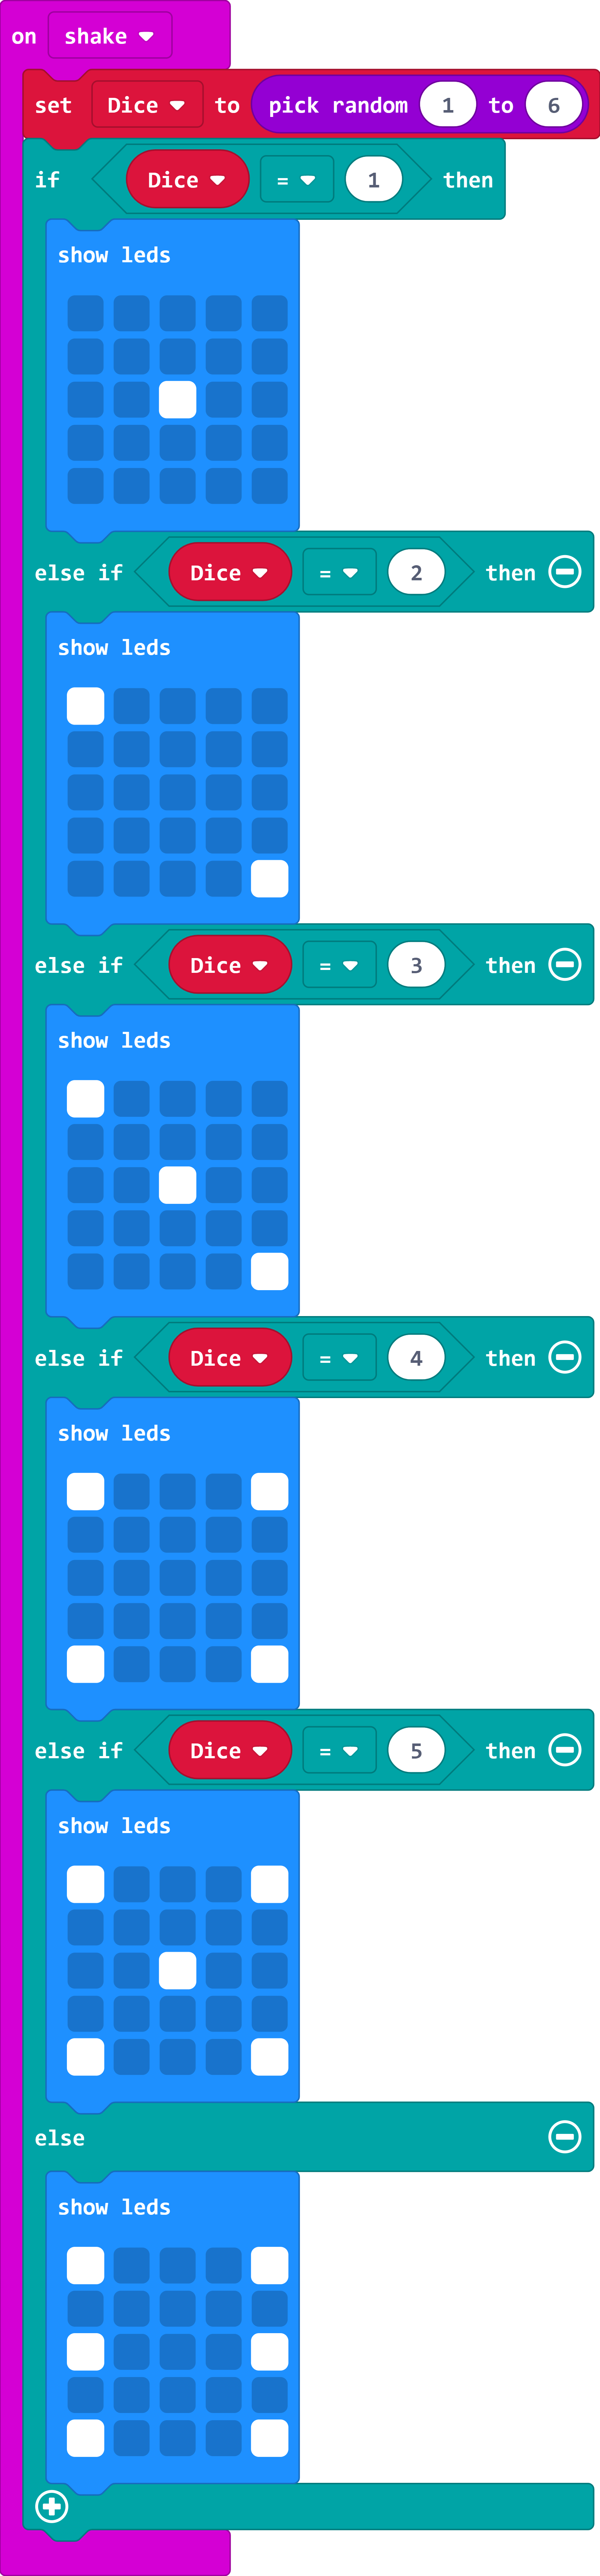 on shake
set Dice to pick random 1 to 6
if Dice = 1 then
show leds
else if Dice = 2 then
show leds
else if Dice = 3 then
show leds
else if Dice = 4 then
show leds
else if Dice = 5 then
show leds
else
show leds